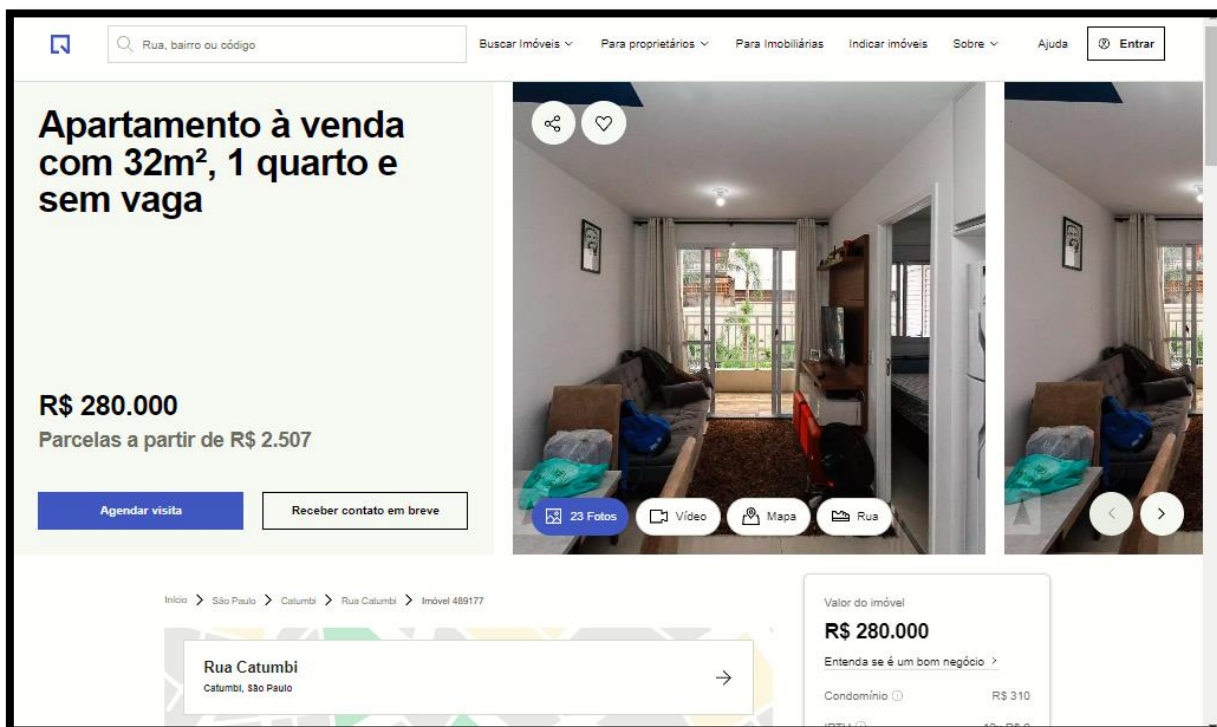 Rua, bairro ou código
Buscar Imóveis
Para proprietários
Para Imobiliárias
Indicar imóveis
Sobre
Ajuda
Entrar
Apartamento à venda
com 32m², 1 quarto e
sem vaga
R$ 280.000
Parcelas a partir de R$ 2.507
Agendar visita
Receber contato em breve
23 Fotos
Vídeo
Mapa
Rua
Início > São Paulo > Catumbi > Rua Catumbi > Imóvel 489177
Rua Catumbi
Catumbi, São Paulo
Valor do imóvel
R$ 280.000
Entenda se é um bom negócio >
Condomínio R$ 310